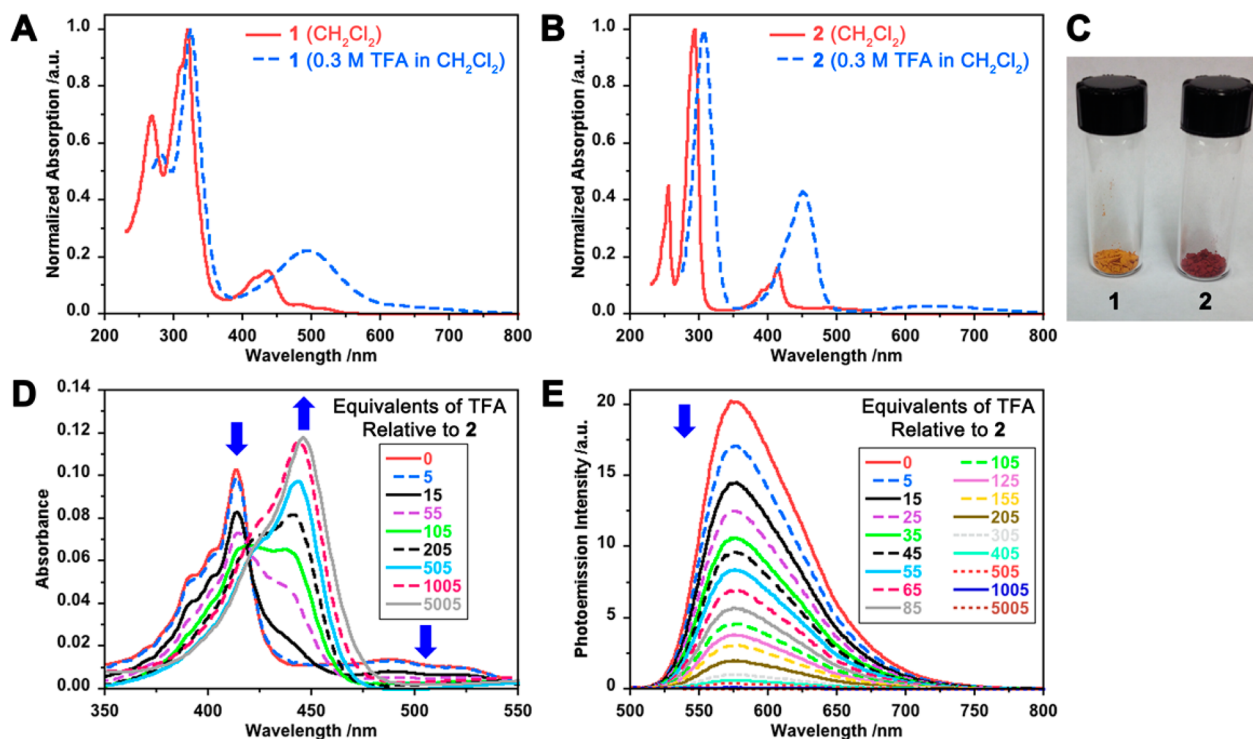 A
1 (CH2Cl2)
1 (0.3 M TFA in CH2Cl2)
Normalized Absorption /a.u.
1.0
0.8
0.6
0.4
0.2
0.0
200 300 400 500 600 700 800
Wavelength /nm
B
2 (CH2Cl2)
2 (0.3 M TFA in CH2Cl2)
Normalized Absorption /a.u.
1.0
0.8
0.6
0.4
0.2
0.0
200 300 400 500 600 700 800
Wavelength /nm
C
1 2
D
Equivalents of TFA
Relative to 2
0
5
15
55
105
205
505
1005
5005
Absorbance
0.14
0.12
0.10
0.08
0.06
0.04
0.02
0.00
350 400 450 500 550
Wavelength /nm
E
Equivalents of TFA
Relative to 2
0 105
5 125
15 155
25 205
35 305
45 405
55 505
65 1005
85 5005
Photoemission Intensity /a.u.
20
15
10
5
0
500 550 600 650 700 750 800
Wavelength /nm